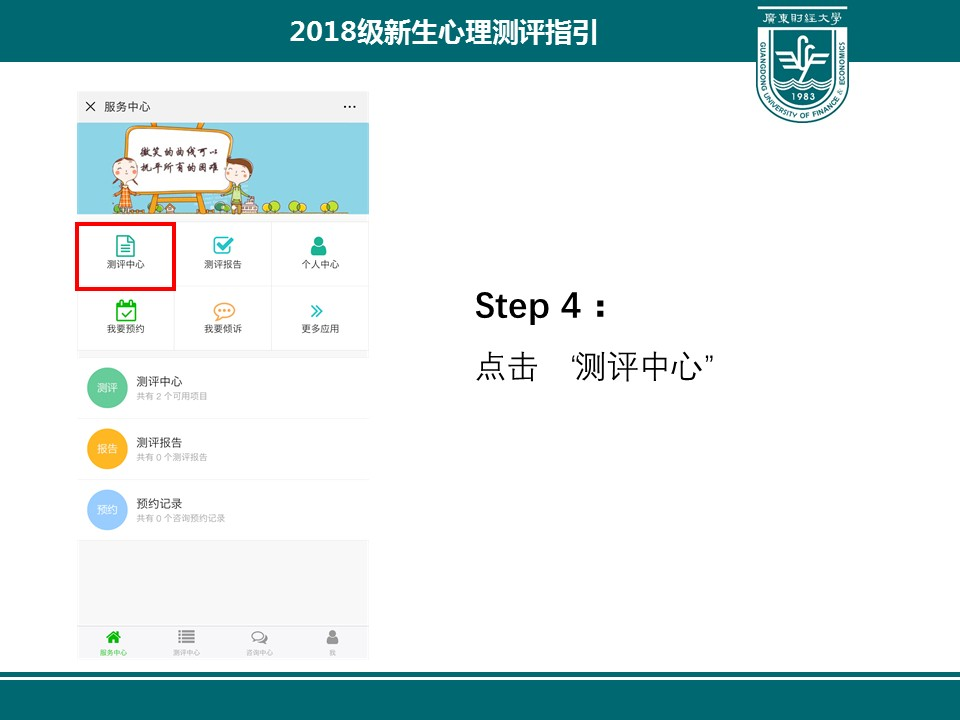 2018级新生心理测评指引
廣東财经大學
GUANGDONG UNIVERSITY OF FINANCE & ECONOMICS
1983
服务中心
微笑的曲线可以
扰平所有的困难
测评中心
测评报告
个人中心
我要预约
我要倾诉
更多应用
测评
测评中心
共有 2 个可用项目
报告
测评报告
共有 0 个测评报告
预约
预约记录
共有 0 个咨询预约记录
服务中心
测评中心
咨询中心
我
Step 4：
点击 “测评中心”